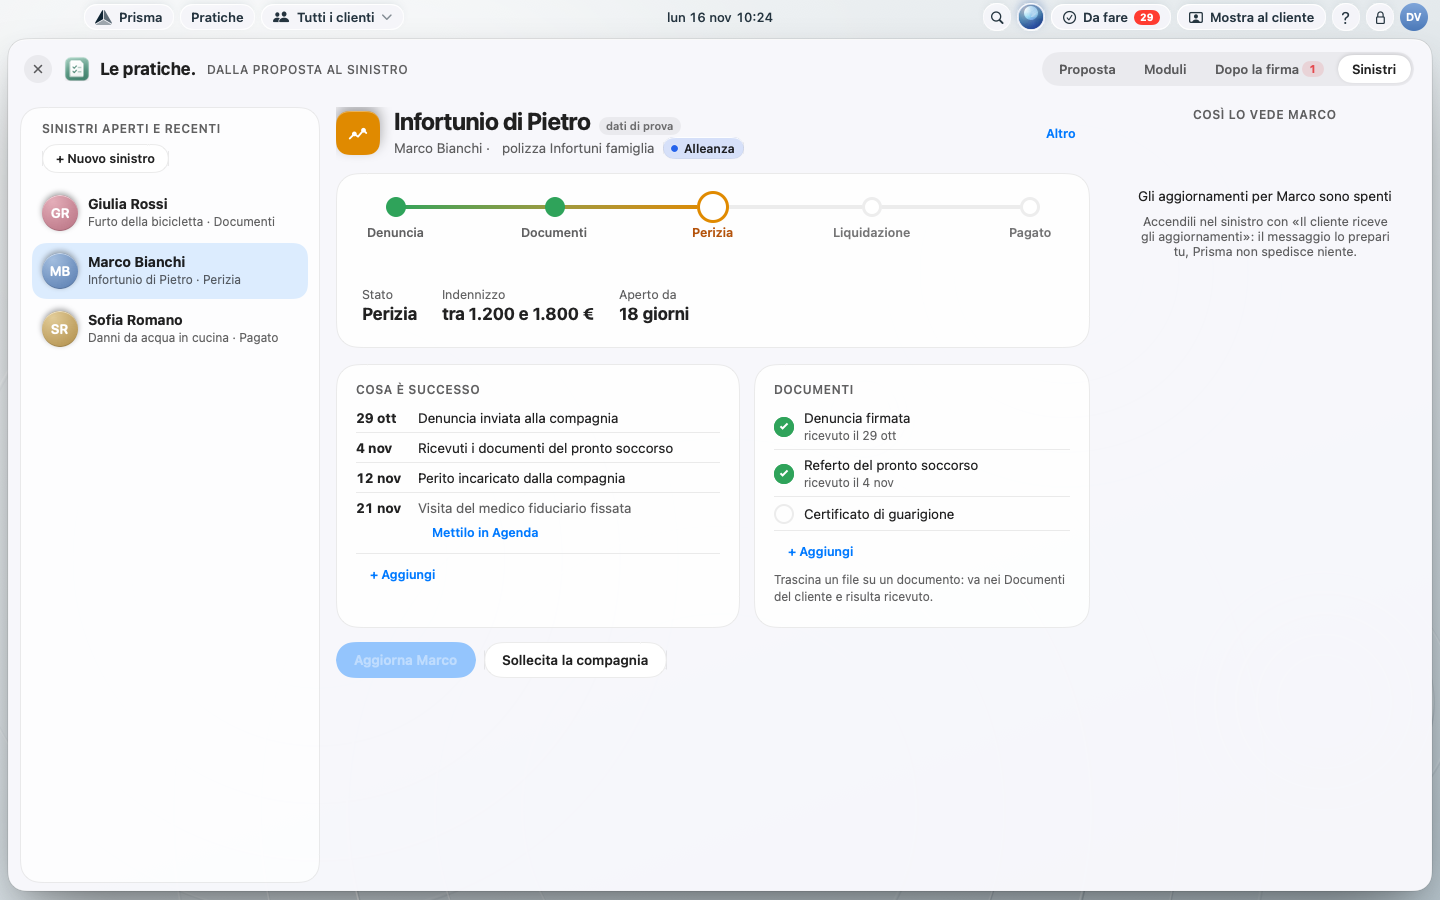 Prisma
Pratiche
Tutti i clienti
lun 16 nov 10:24
Da fare 29
Mostra al cliente
?
DV
Le pratiche. DALLA PROPOSTA AL SINISTRO
Proposta
Moduli
Dopo la firma 1
Sinistri
SINISTRI APERTI E RECENTI
+ Nuovo sinistro
GR
Giulia Rossi
Furto della bicicletta · Documenti
MB
Marco Bianchi
Infortunio di Pietro · Perizia
SR
Sofia Romano
Danni da acqua in cucina · Pagato
Infortunio di Pietro dati di prova
Marco Bianchi · polizza Infortuni famiglia Alleanza
Altro
Denuncia
Documenti
Perizia
Liquidazione
Pagato
Stato
Perizia
Indennizzo
tra 1.200 e 1.800 €
Aperto da
18 giorni
COSA È SUCCESSO
29 ott Denuncia inviata alla compagnia
4 nov Ricevuti i documenti del pronto soccorso
12 nov Perito incaricato dalla compagnia
21 nov Visita del medico fiduciario fissata
Mettilo in Agenda
+ Aggiungi
DOCUMENTI
Denuncia firmata
ricevuto il 29 ott
Referto del pronto soccorso
ricevuto il 4 nov
Certificato di guarigione
+ Aggiungi
Trascina un file su un documento: va nei Documenti
del cliente e risulta ricevuto.
Aggiorna Marco
Sollecita la compagnia
COSÌ LO VEDE MARCO
Gli aggiornamenti per Marco sono spenti
Accendili nel sinistro con «Il cliente riceve
gli aggiornamenti»: il messaggio lo prepari
tu, Prisma non spedisce niente.